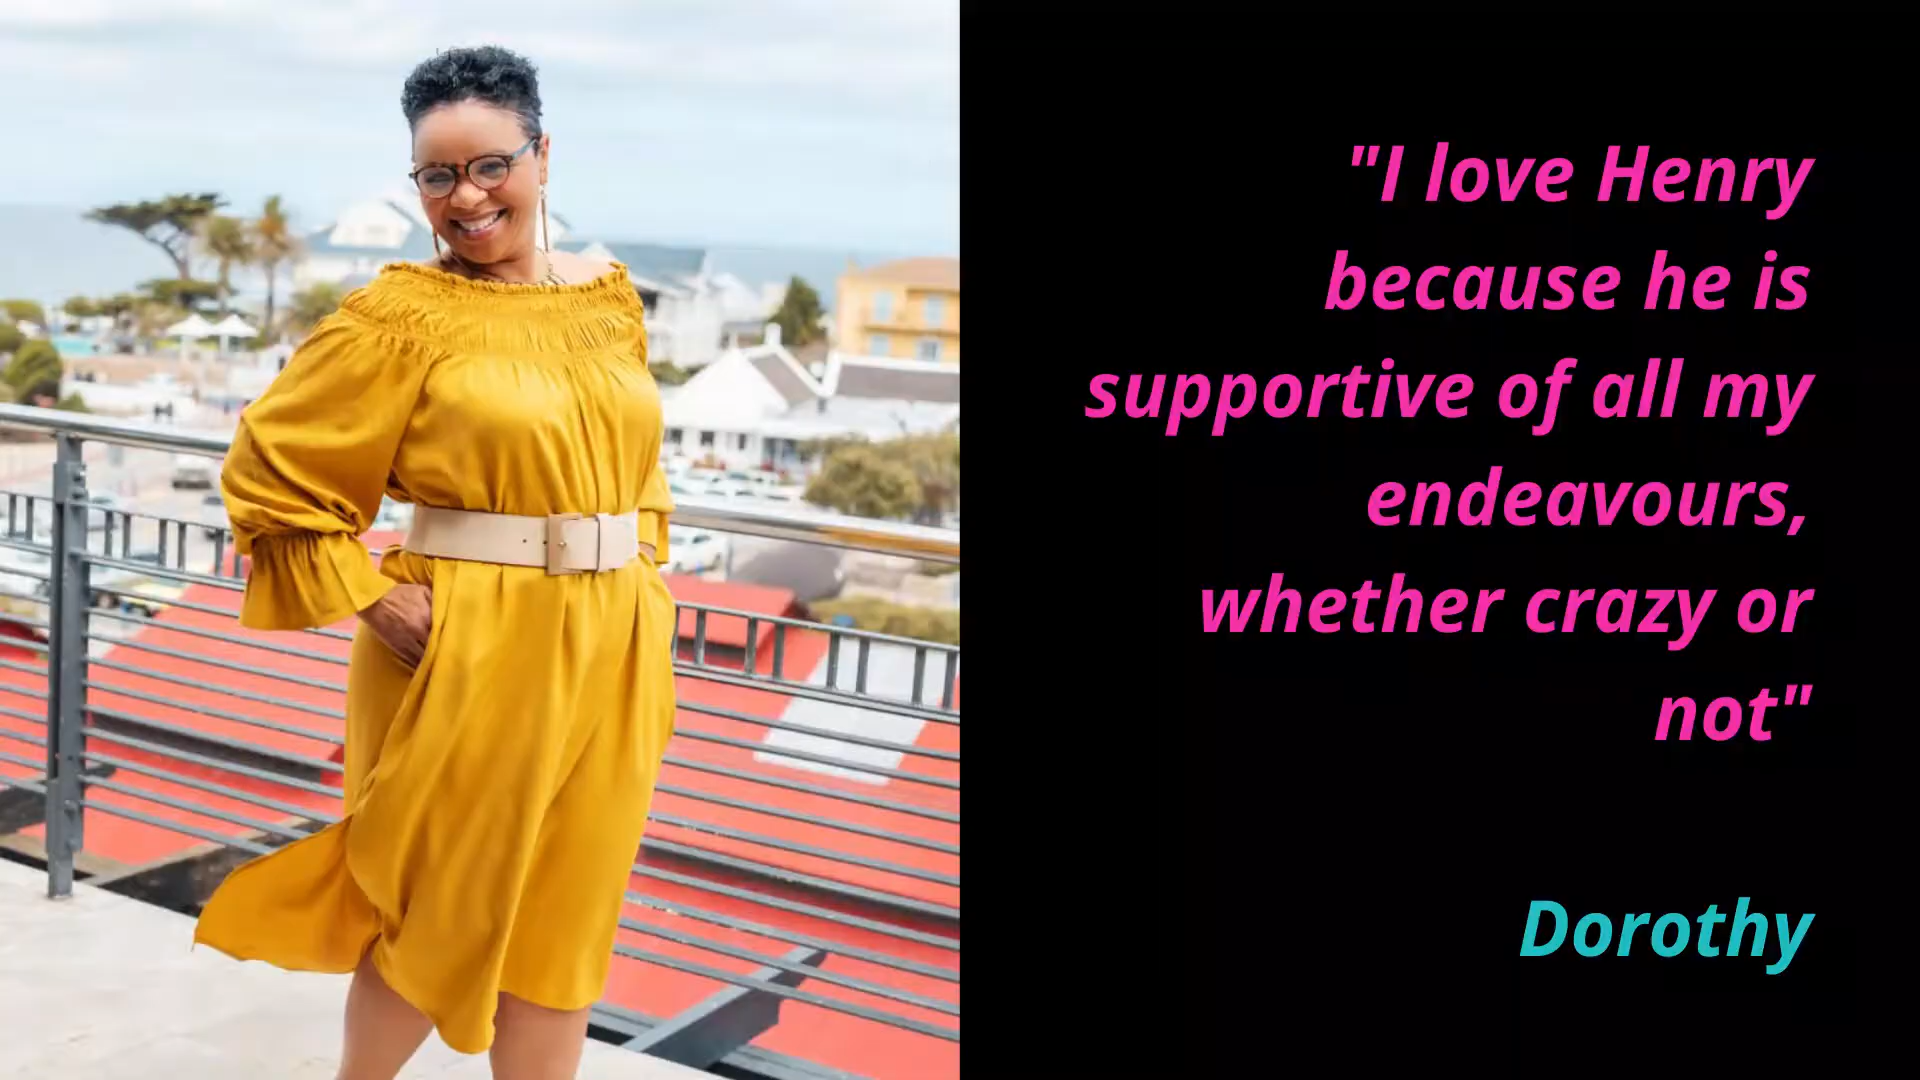 "I love Henry
because he is
supportive of all my
endeavours,
whether crazy or
not"
Dorothy